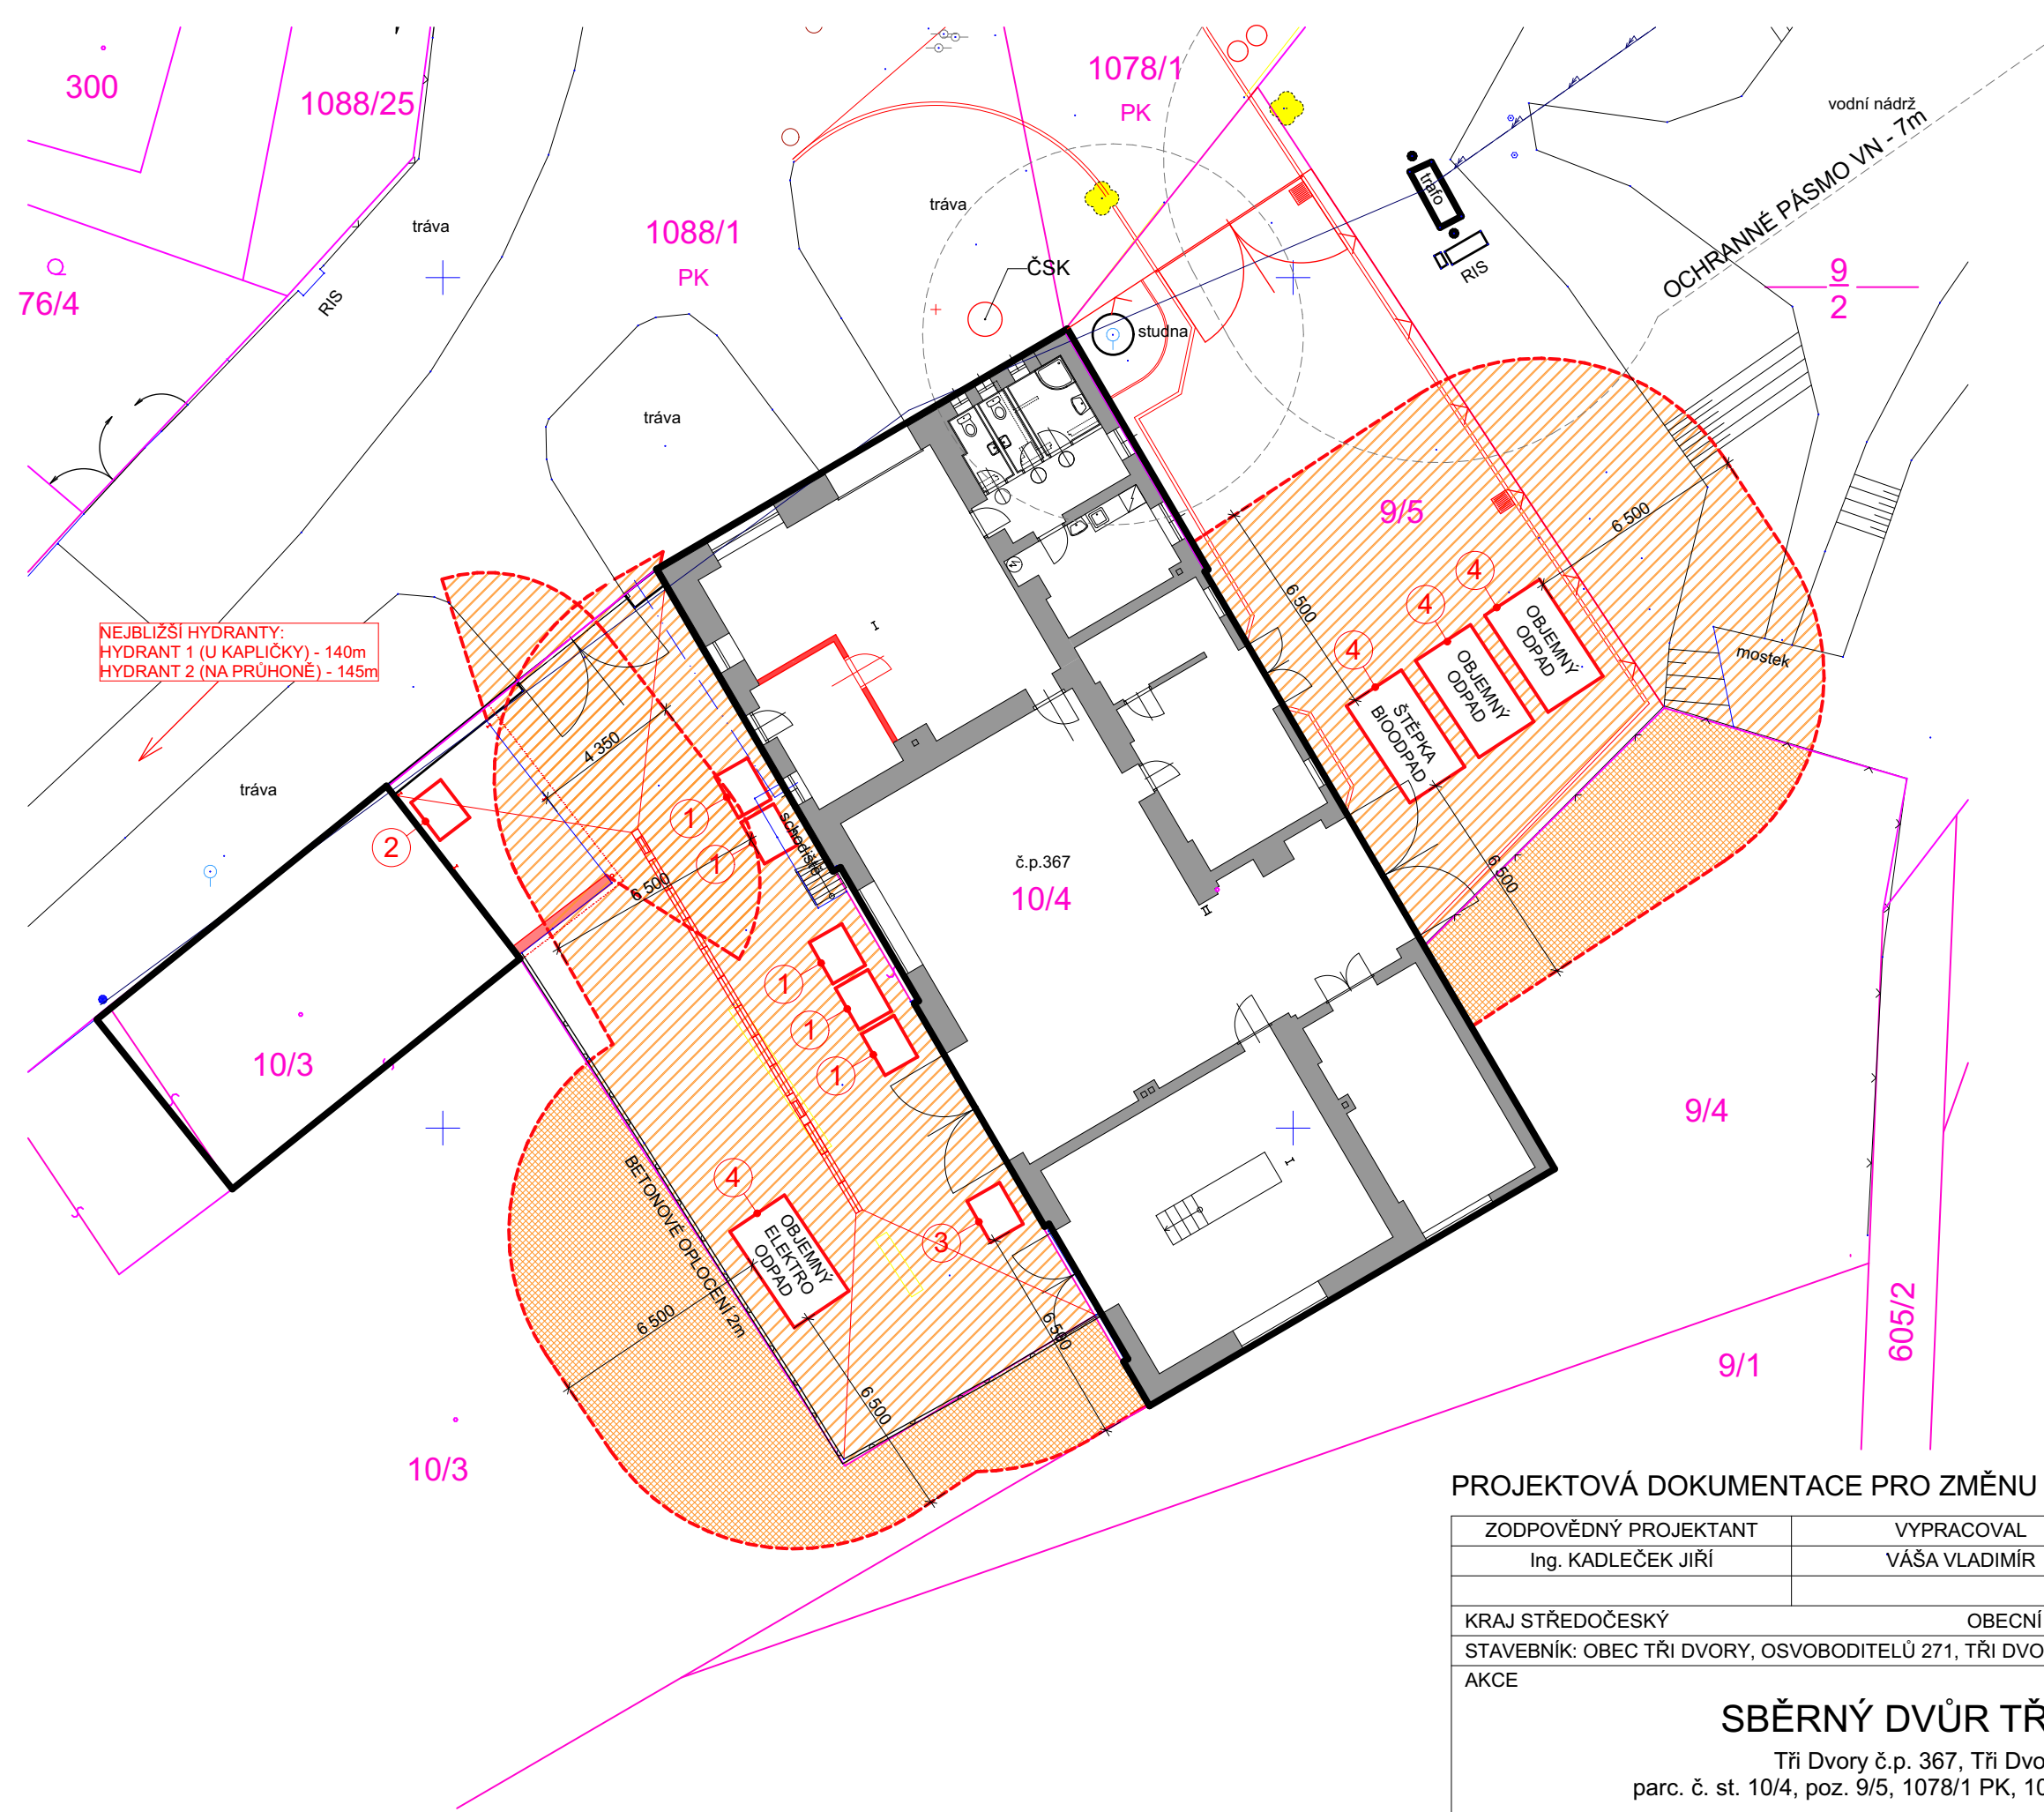 300
1088/25
1078/1
PK
vodní nádrž
OCHRANNÉ PÁSMO VN - 7m
trafo
RIS
9
2
tráva
tráva
1088/1
PK
ČSK
studna
76/4
RIS
tráva
9/5
6 500
6 500
4
4
4
OBJEMNÝ
ODPAD
OBJEMNÝ
ODPAD
ŠTĚPKA
BIOODPAD
mostek
6 500
NEJBLIŽŠÍ HYDRANTY:
HYDRANT 1 (U KAPLIČKY) - 140m
HYDRANT 2 (NA PRŮHONĚ) - 145m
4 350
tráva
2
1
1
schodiště
6 500
č.p.367
10/4
1
1
1
10/3
9/4
BETONOVÉ OPLOCENÍ 2m
4
OBJEMNÝ
ELEKTRO
ODPAD
3
6 500
6 500
6 500
605/2
9/1
10/3
PROJEKTOVÁ DOKUMENTACE PRO ZMĚNU
ZODPOVĚDNÝ PROJEKTANT
VYPRACOVAL
Ing. KADLEČEK JIŘÍ
VÁŠA VLADIMÍR
KRAJ STŘEDOČESKÝ
OBECNÍ
STAVEBNÍK: OBEC TŘI DVORY, OSVOBODITELŮ 271, TŘI DVO
AKCE
SBĚRNÝ DVŮR TŘ
Tři Dvory č.p. 367, Tři Dvo
parc. č. st. 10/4, poz. 9/5, 1078/1 PK, 10